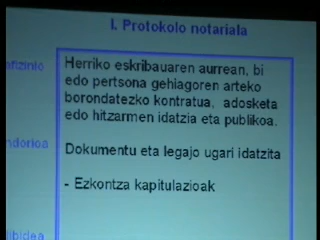 I. Protokolo notariala
Herriko eskribauaren aurrean, bi
edo pertsona gehiagoren arteko
borondatezko kontratua, adosketa
edo hitzarmen idatzia eta publikoa.
Dokumentu eta legajo ugari idatzita
- Ezkontza kapitulazioak